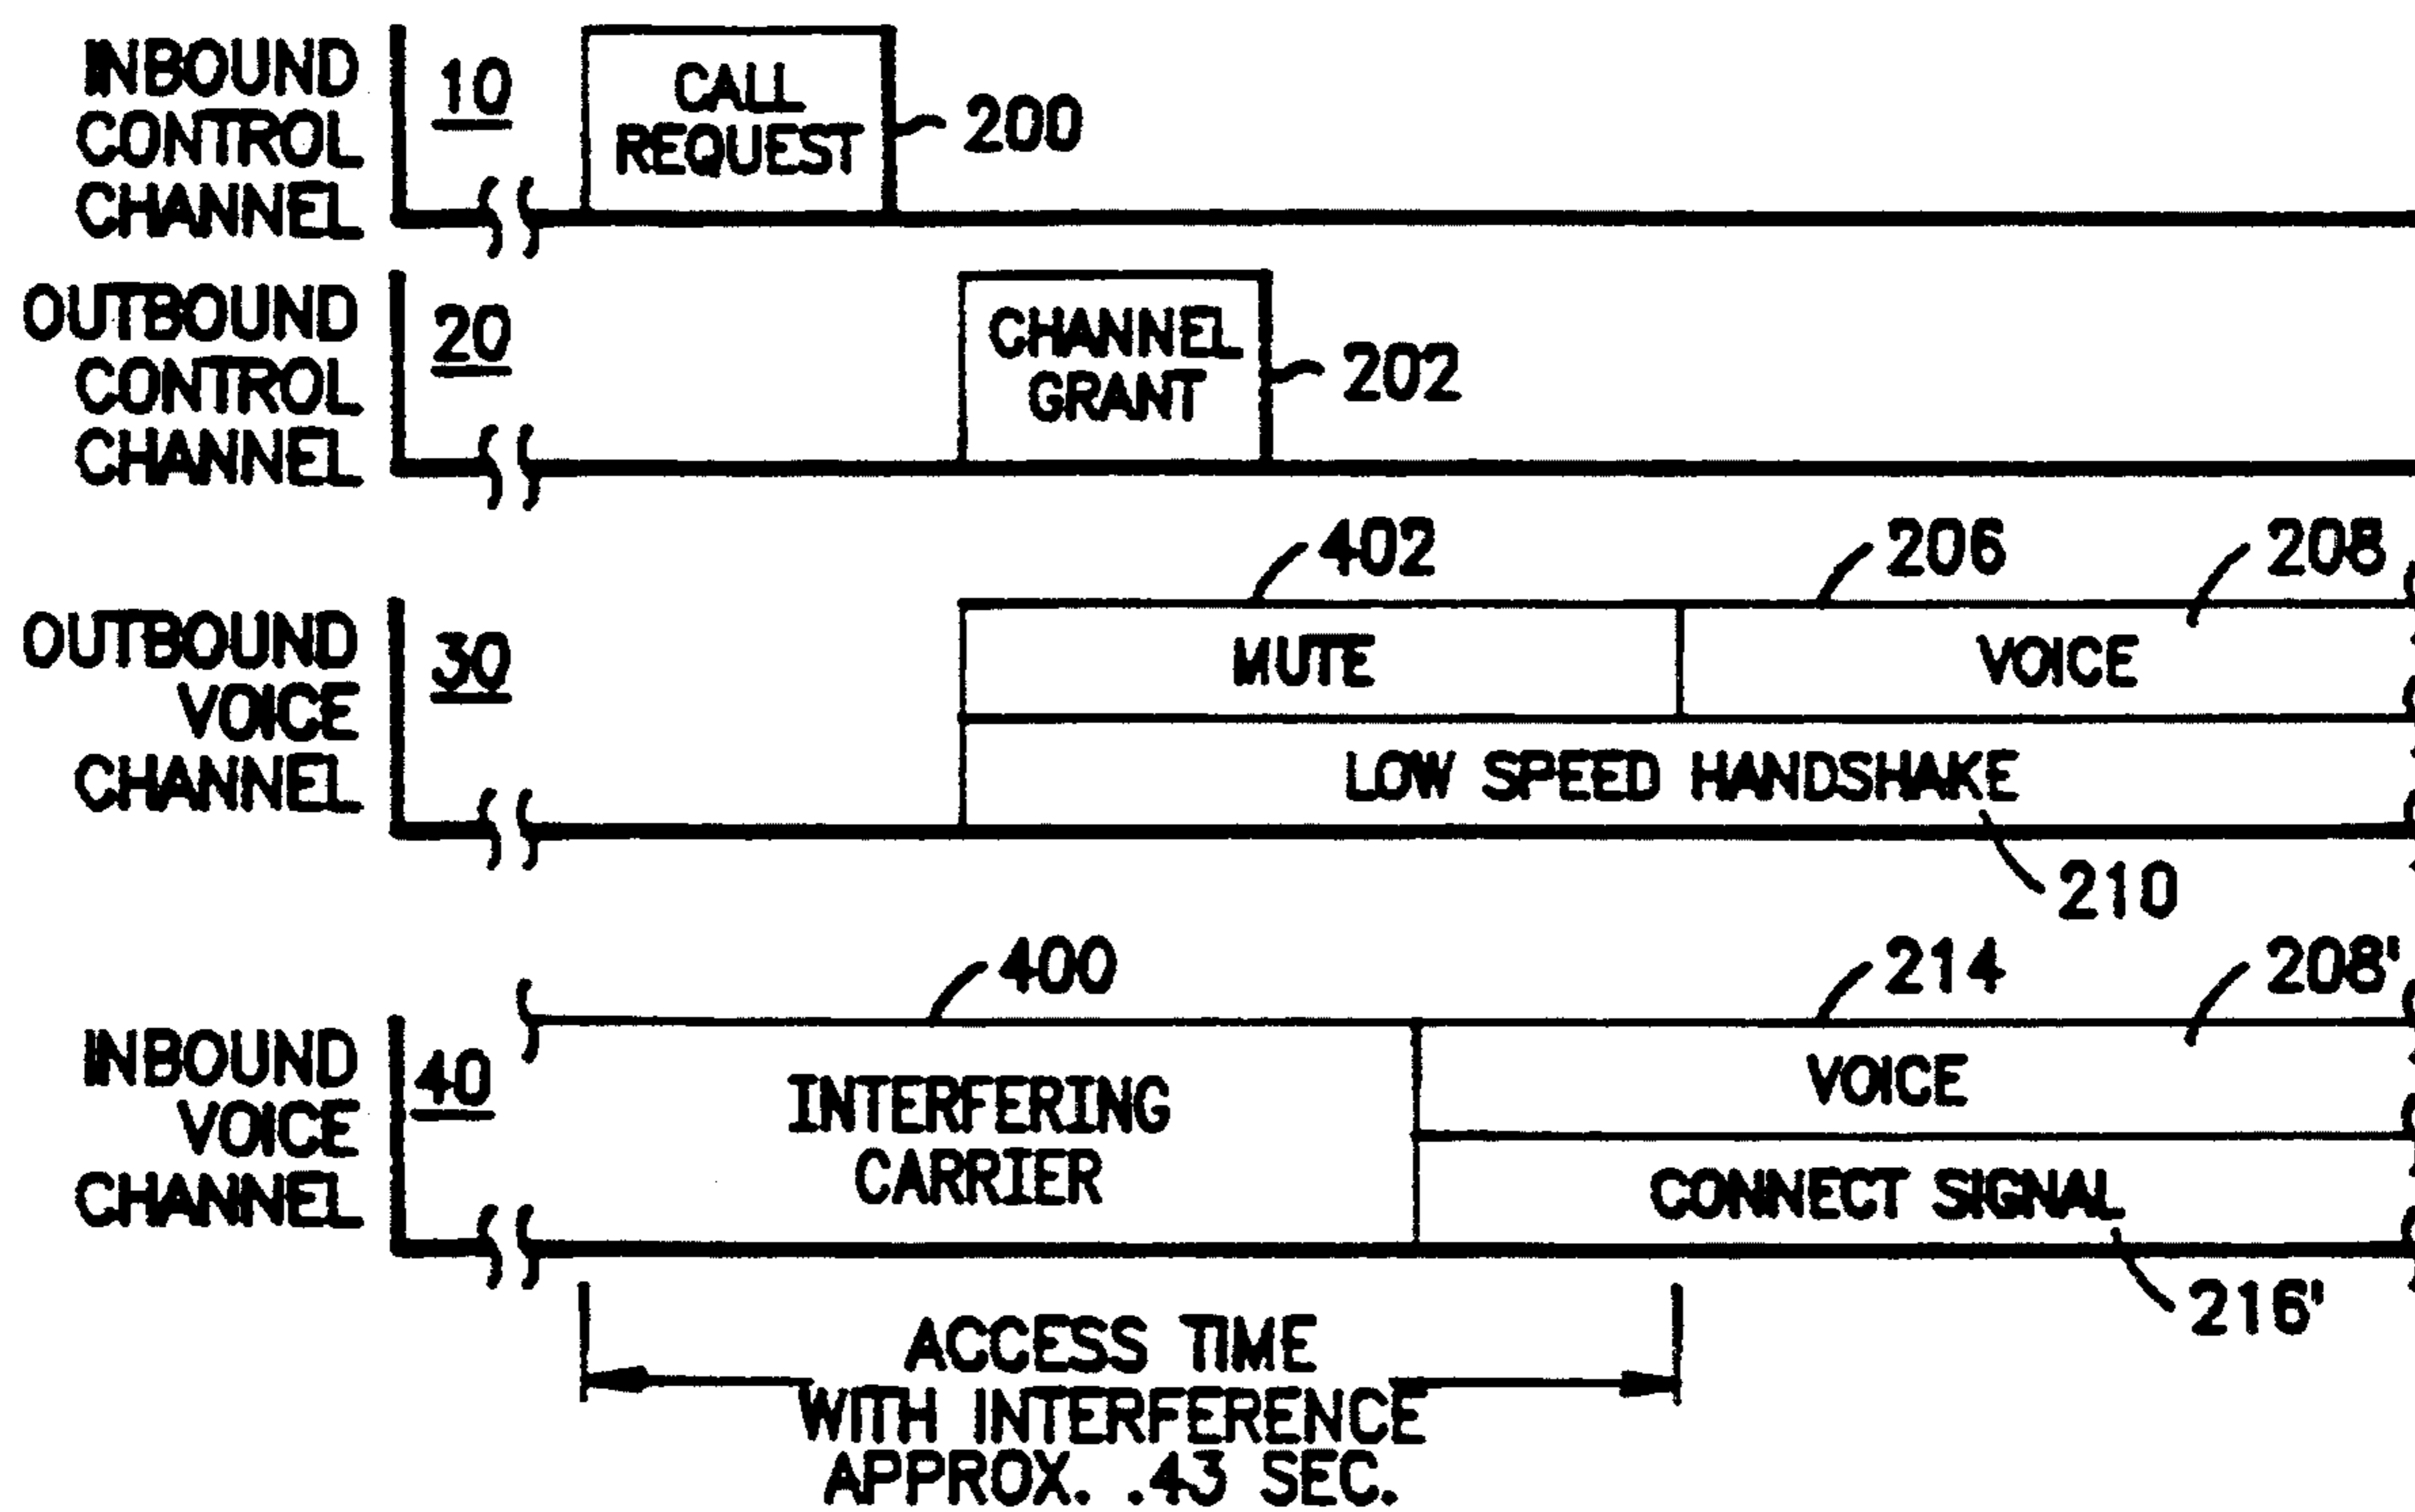 INBOUND
CONTROL
CHANNEL
10
CALL
REQUEST
200
OUTBOUND
CONTROL
CHANNEL
20
CHANNEL
GRANT
202
OUTBOUND
VOICE
CHANNEL
30
402
206
208
MUTE
VOICE
LOW SPEED HANDSHAKE
210
INBOUND
VOICE
CHANNEL
40
400
214
208'
INTERFERING
CARRIER
VOICE
CONNECT SIGNAL
216'
ACCESS TIME
WITH INTERFERENCE
APPROX. .43 SEC.